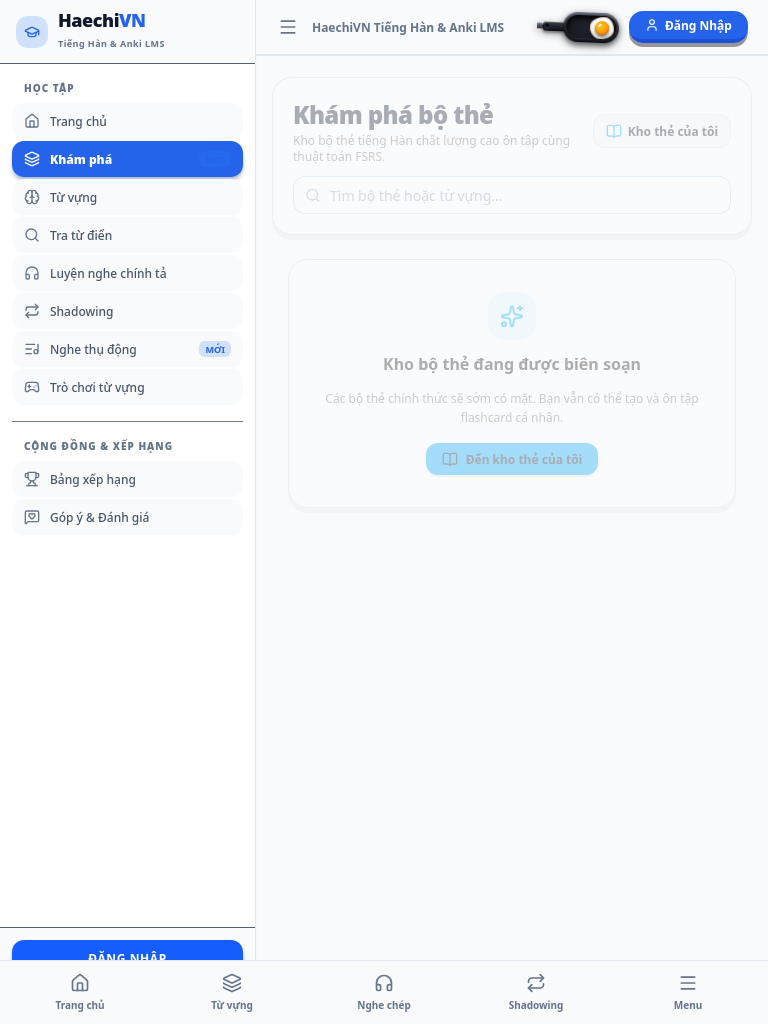 HaechiVN
Tiếng Hàn & Anki LMS
HỌC TẬP
Trang chủ
Khám phá
Từ vựng
Tra từ điển
Luyện nghe chính tả
Shadowing
Nghe thụ động
MỚI
Trò chơi từ vựng
CỘNG ĐỒNG & XẾP HẠNG
Bảng xếp hạng
Góp ý & Đánh giá
ĐĂNG NHẬP
HaechiVN Tiếng Hàn & Anki LMS
Đăng Nhập
Khám phá bộ thẻ
Kho bộ thẻ tiếng Hàn chất lượng cao ôn tập cùng
thuật toán FSRS.
Kho thẻ của tôi
Tìm bộ thẻ hoặc từ vựng...
Kho bộ thẻ đang được biên soạn
Các bộ thẻ chính thức sẽ sớm có mặt. Bạn vẫn có thể tạo và ôn tập
flashcard cá nhân.
Đến kho thẻ của tôi
Trang chủ
Từ vựng
Nghe chép
Shadowing
Menu